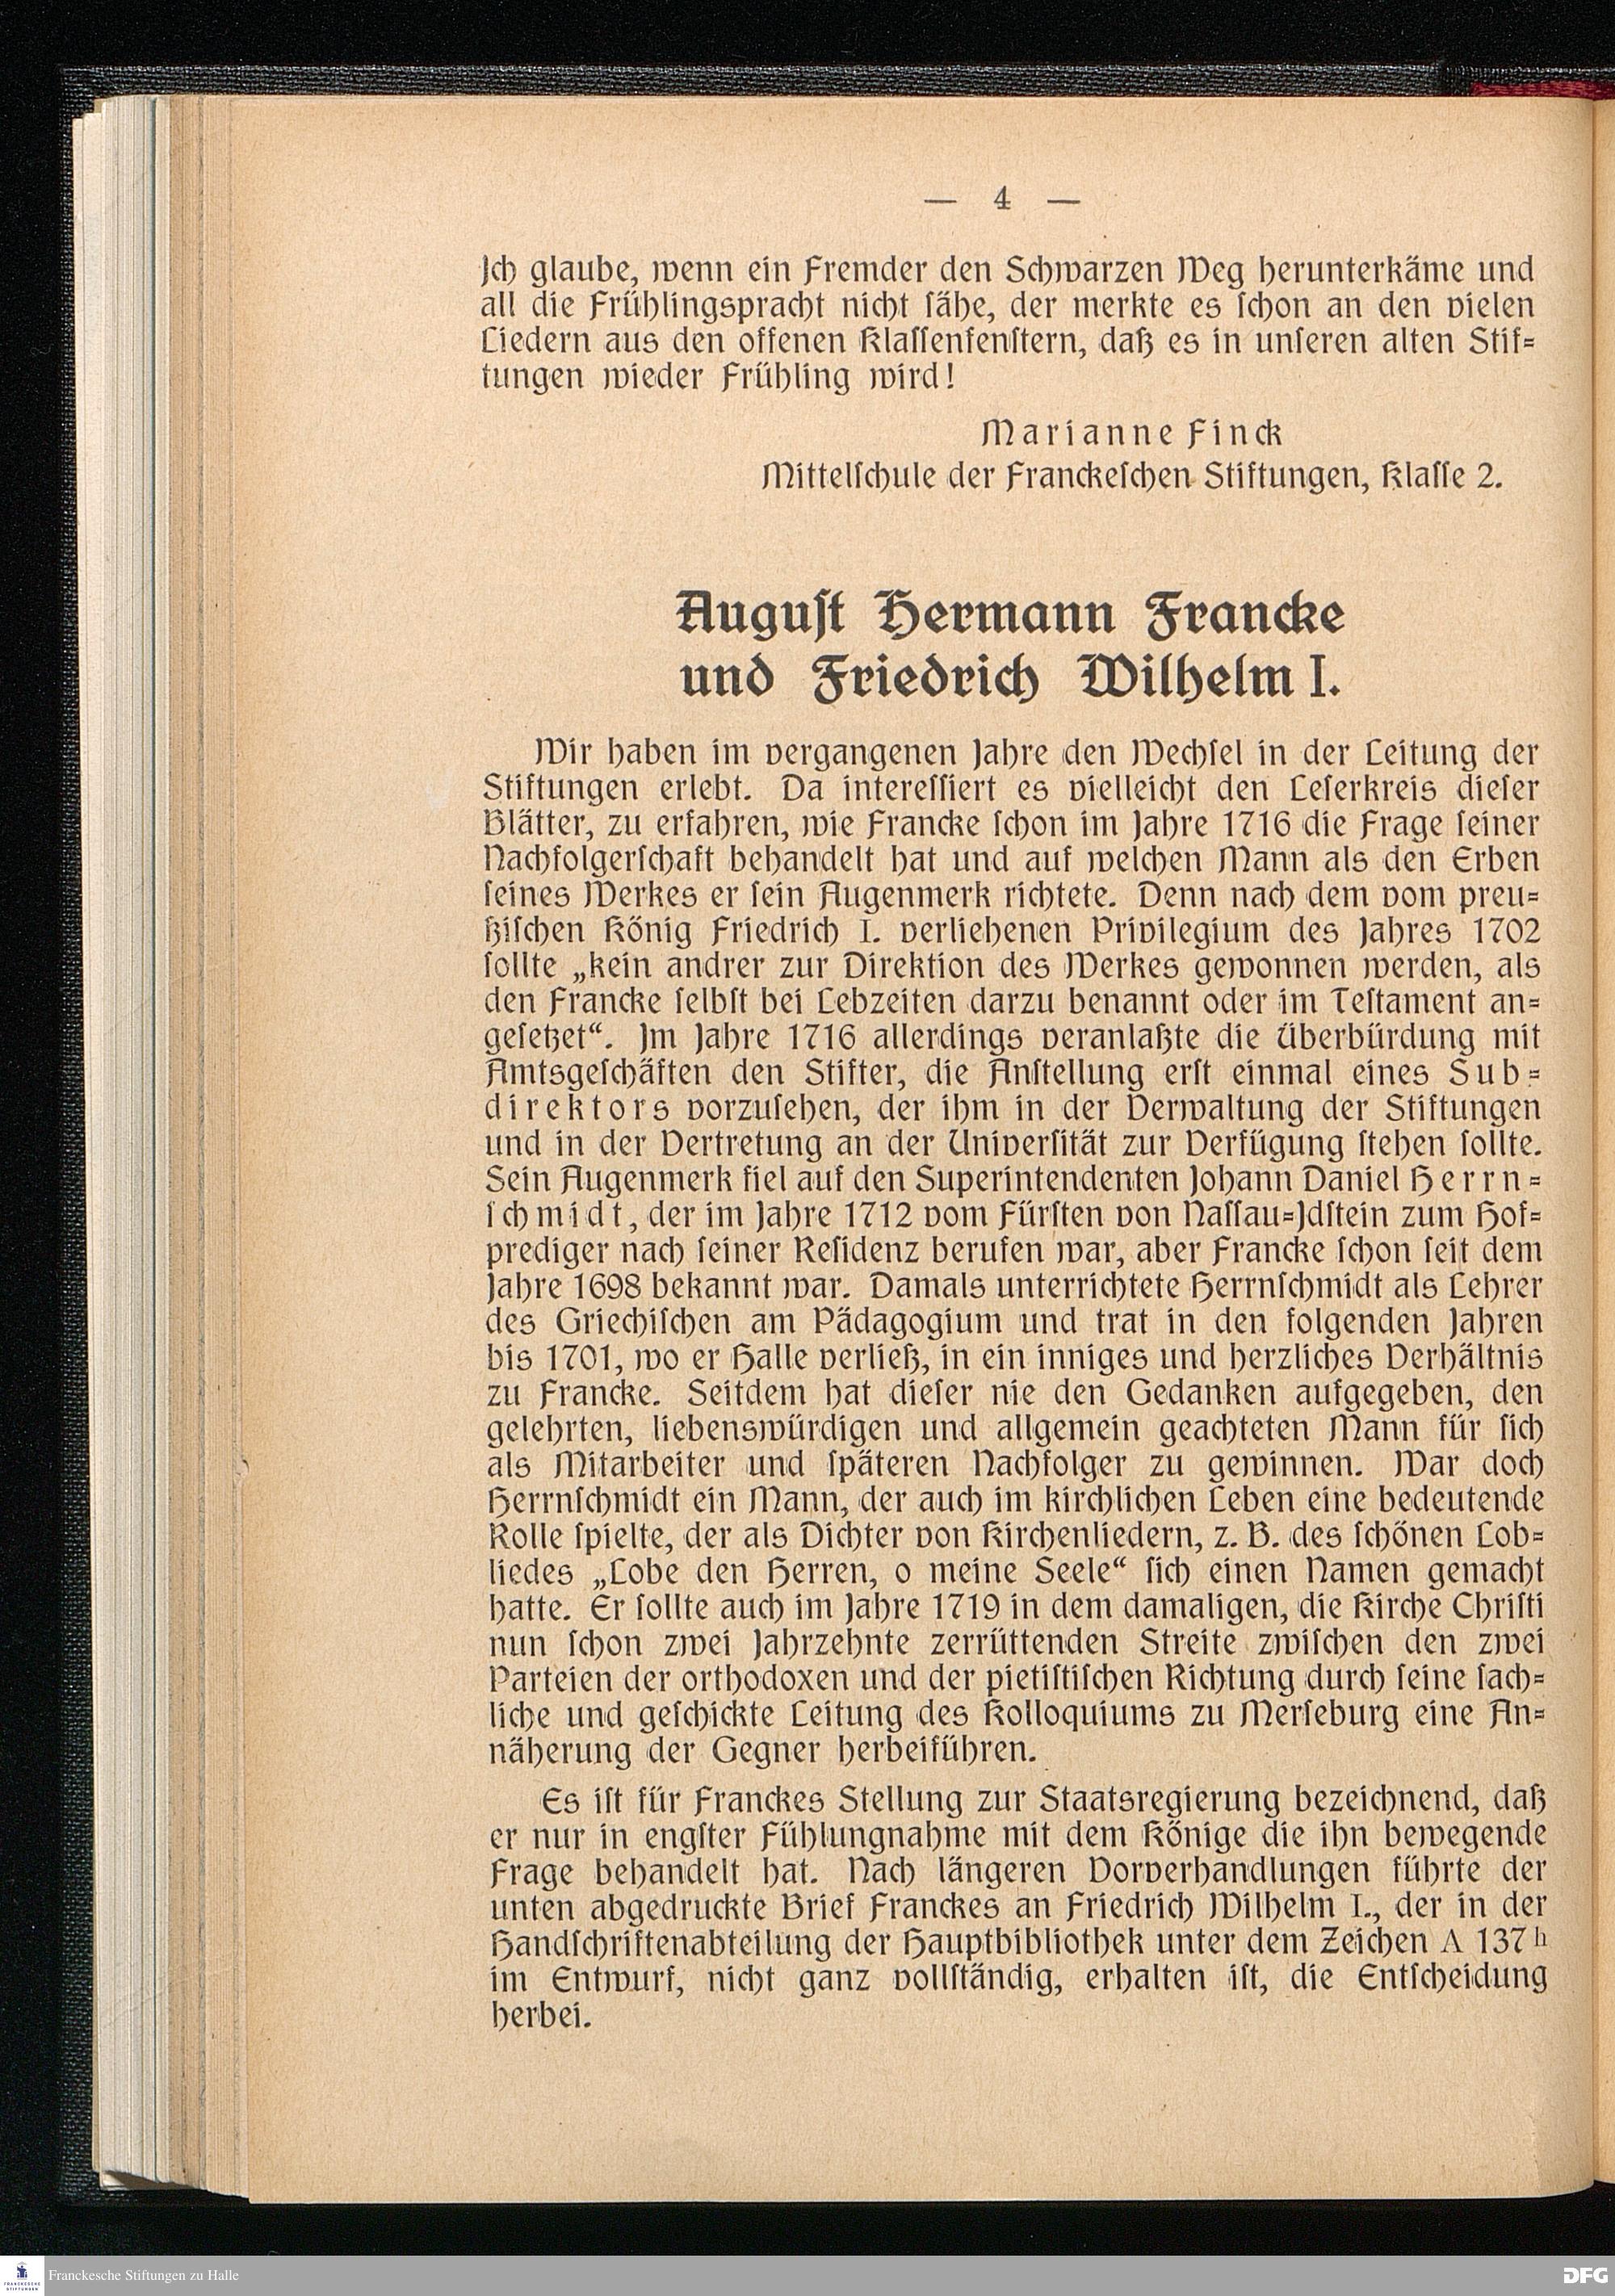 — 4 —
Ich glaube, wenn ein Fremder den Schwarzen Weg herunterkäme und
all die Frühlingspracht nicht sähe, der merkte es schon an den vielen
Liedern aus den offenen Klassenfenstern, daß es in unseren alten Stif-
tungen wieder Frühling wird!
Marianne Finck
Mittelschule der Franckeschen Stiftungen, Klasse 2.
August Hermann Francke
und Friedrich Wilhelm I.
Wir haben im vergangenen Jahre den Wechsel in der Leitung der
Stiftungen erlebt. Da interessiert es vielleicht den Leserkreis dieser
Blätter, zu erfahren, wie Francke schon im Jahre 1716 die Frage seiner
Nachfolgerschaft behandelt hat und auf welchen Mann als den Erben
seines Werkes er sein Augenmerk richtete. Denn nach dem vom preu-
ßischen König Friedrich I. verliehenen Privilegium des Jahres 1702
sollte „kein andrer zur Direktion des Werkes gewonnen werden, als
den Francke selbst bei Lebzeiten darzu benannt oder im Testament an-
gesetzet“. Im Jahre 1716 allerdings veranlaßte die Überbürdung mit
Amtsgeschäften den Stifter, die Anstellung erst einmal eines Sub-
direktors vorzusehen, der ihm in der Verwaltung der Stiftungen
und in der Vertretung an der Universität zur Verfügung stehen sollte.
Sein Augenmerk fiel auf den Superintendenten Johann Daniel Herrn-
schmidt, der im Jahre 1712 vom Fürsten von Nassau-Idstein zum Hof-
prediger nach seiner Residenz berufen war, aber Francke schon seit dem
Jahre 1698 bekannt war. Damals unterrichtete Herrnschmidt als Lehrer
des Griechischen am Pädagogium und trat in den folgenden Jahren
bis 1701, wo er Halle verließ, in ein inniges und herzliches Verhältnis
zu Francke. Seitdem hat dieser nie den Gedanken aufgegeben, den
gelehrten, liebenswürdigen und allgemein geachteten Mann für sich
als Mitarbeiter und späteren Nachfolger zu gewinnen. War doch
Herrnschmidt ein Mann, der auch im kirchlichen Leben eine bedeutende
Rolle spielte, der als Dichter von Kirchenliedern, z. B. des schönen Lob-
liedes „Lobe den Herren, o meine Seele“ sich einen Namen gemacht
hatte. Er sollte auch im Jahre 1719 in dem damaligen, die Kirche Christi
nun schon zwei Jahrzehnte zerrüttenden Streite zwischen den zwei
Parteien der orthodoxen und der pietistischen Richtung durch seine sach-
liche und geschickte Leitung des Kolloquiums zu Merseburg eine An-
näherung der Gegner herbeiführen.
Es ist für Franckes Stellung zur Staatsregierung bezeichnend, daß
er nur in engster Fühlungnahme mit dem Könige die ihn bewegende
Frage behandelt hat. Nach längeren Vorverhandlungen führte der
unten abgedruckte Brief Franckes an Friedrich Wilhelm I., der in der
Handschriftenabteilung der Hauptbibliothek unter dem Zeichen A 137 h
im Entwurf, nicht ganz vollständig, erhalten ist, die Entscheidung
herbei.
FRANCKESCHE
STIFTUNGEN
Franckesche Stiftungen zu Halle
DFG